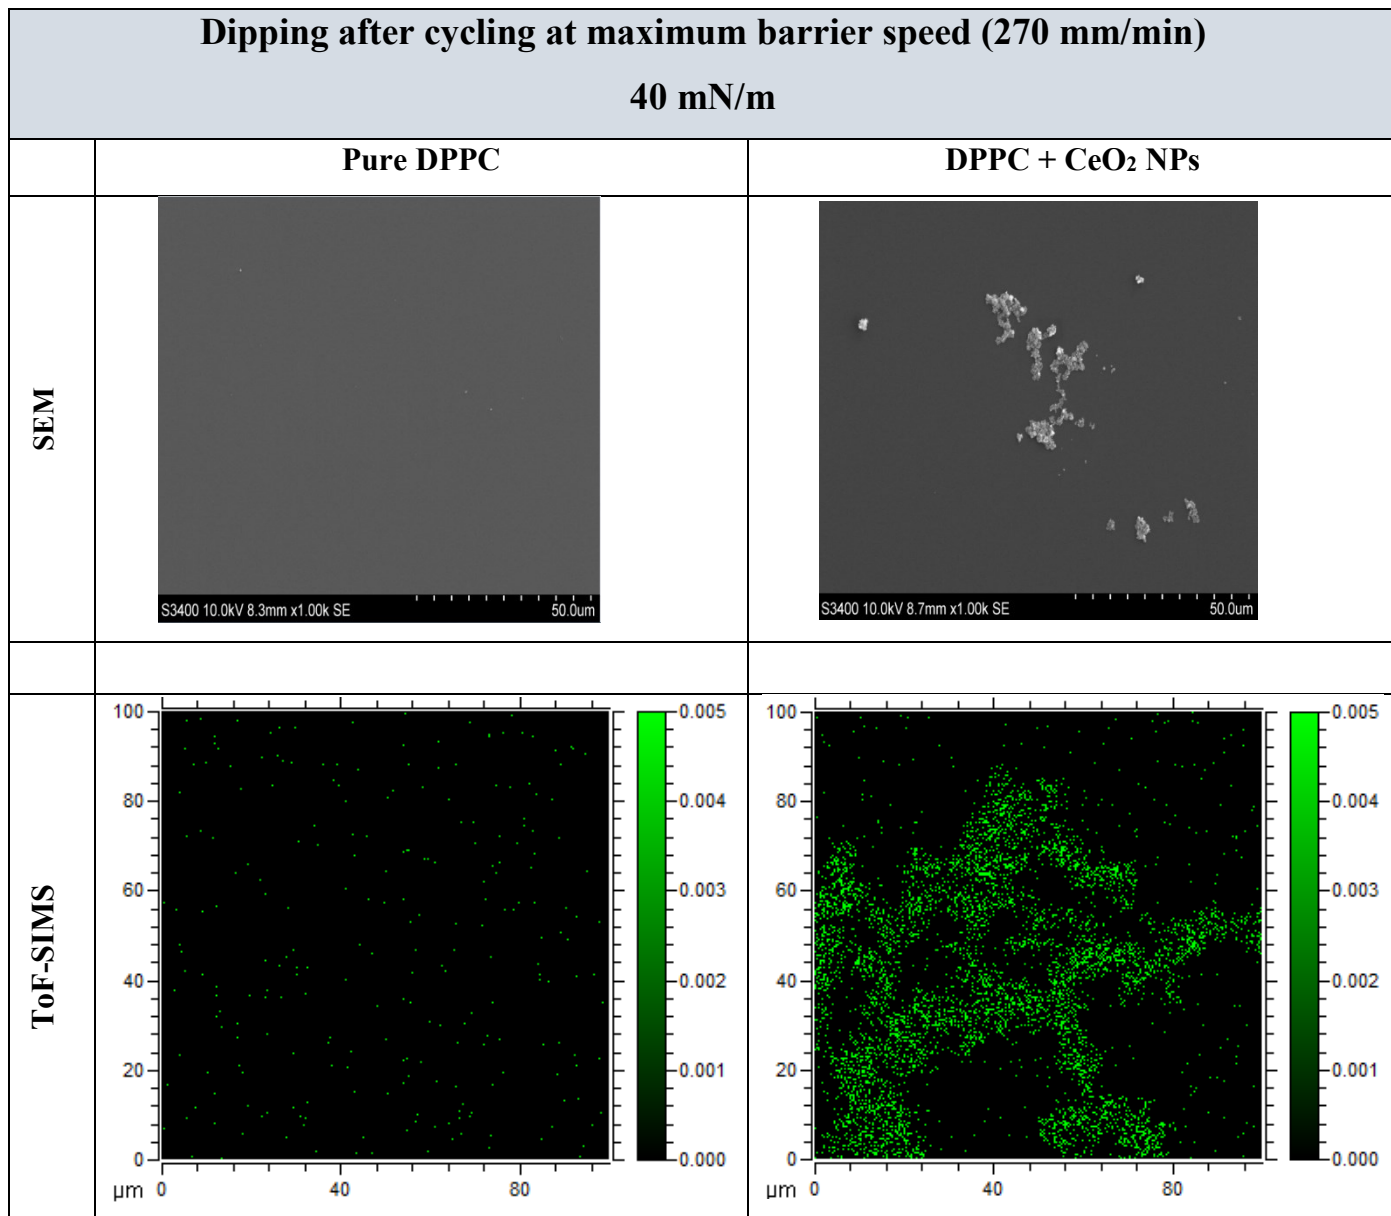 Dipping after cycling at maximum barrier speed (270 mm/min)
40 mN/m
Pure DPPC
DPPC + CeO₂ NPs
SEM
S3400 10.0kV 8.3mm x1.00k SE 50.0um
S3400 10.0kV 8.7mm x1.00k SE 50.0um
ToF-SIMS
100
80
60
40
20
0
µm 0 40 80
0.005
0.004
0.003
0.002
0.001
0.000
100
80
60
40
20
0
µm 0 40 80
0.005
0.004
0.003
0.002
0.001
0.000